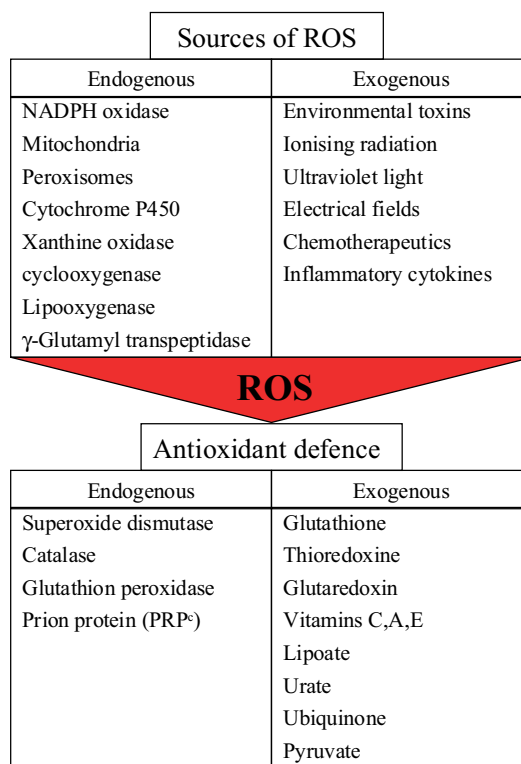 Sources of ROS
Endogenous
NADPH oxidase
Mitochondria
Peroxisomes
Cytochrome P450
Xanthine oxidase
cyclooxygenase
Lipooxygenase
γ-Glutamyl transpeptidase
Exogenous
Environmental toxins
Ionising radiation
Ultraviolet light
Electrical fields
Chemotherapeutics
Inflammatory cytokines
ROS
Antioxidant defence
Endogenous
Superoxide dismutase
Catalase
Glutathion peroxidase
Prion protein (PRPᶜ)
Exogenous
Glutathione
Thioredoxine
Glutaredoxin
Vitamins C,A,E
Lipoate
Urate
Ubiquinone
Pyruvate